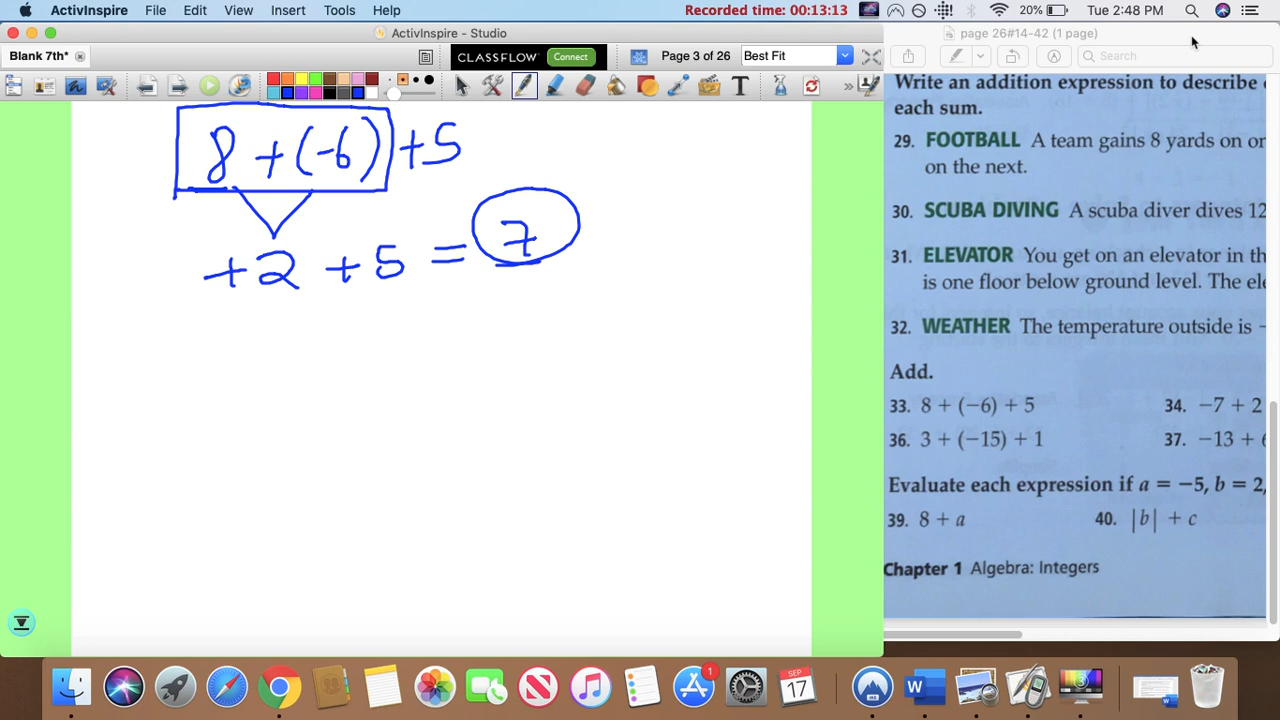 ActivInspire File Edit View Insert Tools Help Recorded time: 00:13:13 20% Tue 2:48 PM
ActivInspire - Studio
Blank 7th* CLASSFLOW Connect Page 3 of 26 Best Fit
8 + (-6) + 5
+2 + 5 = 7
page 26#14-42 (1 page)
Search
Write an addition expression to describe
each sum.
29. FOOTBALL A team gains 8 yards on
on the next.
30. SCUBA DIVING A scuba diver dives 12
31. ELEVATOR You get on an elevator in
is one floor below ground level. The
32. WEATHER The temperature outside is −
Add.
33. 8 + (−6) + 5 34. −7 + 2
36. 3 + (−15) + 1 37. −13 +
Evaluate each expression if a = −5, b = 2,
39. 8 + a 40. |b| + c
Chapter 1 Algebra: Integers
1
SEP
17